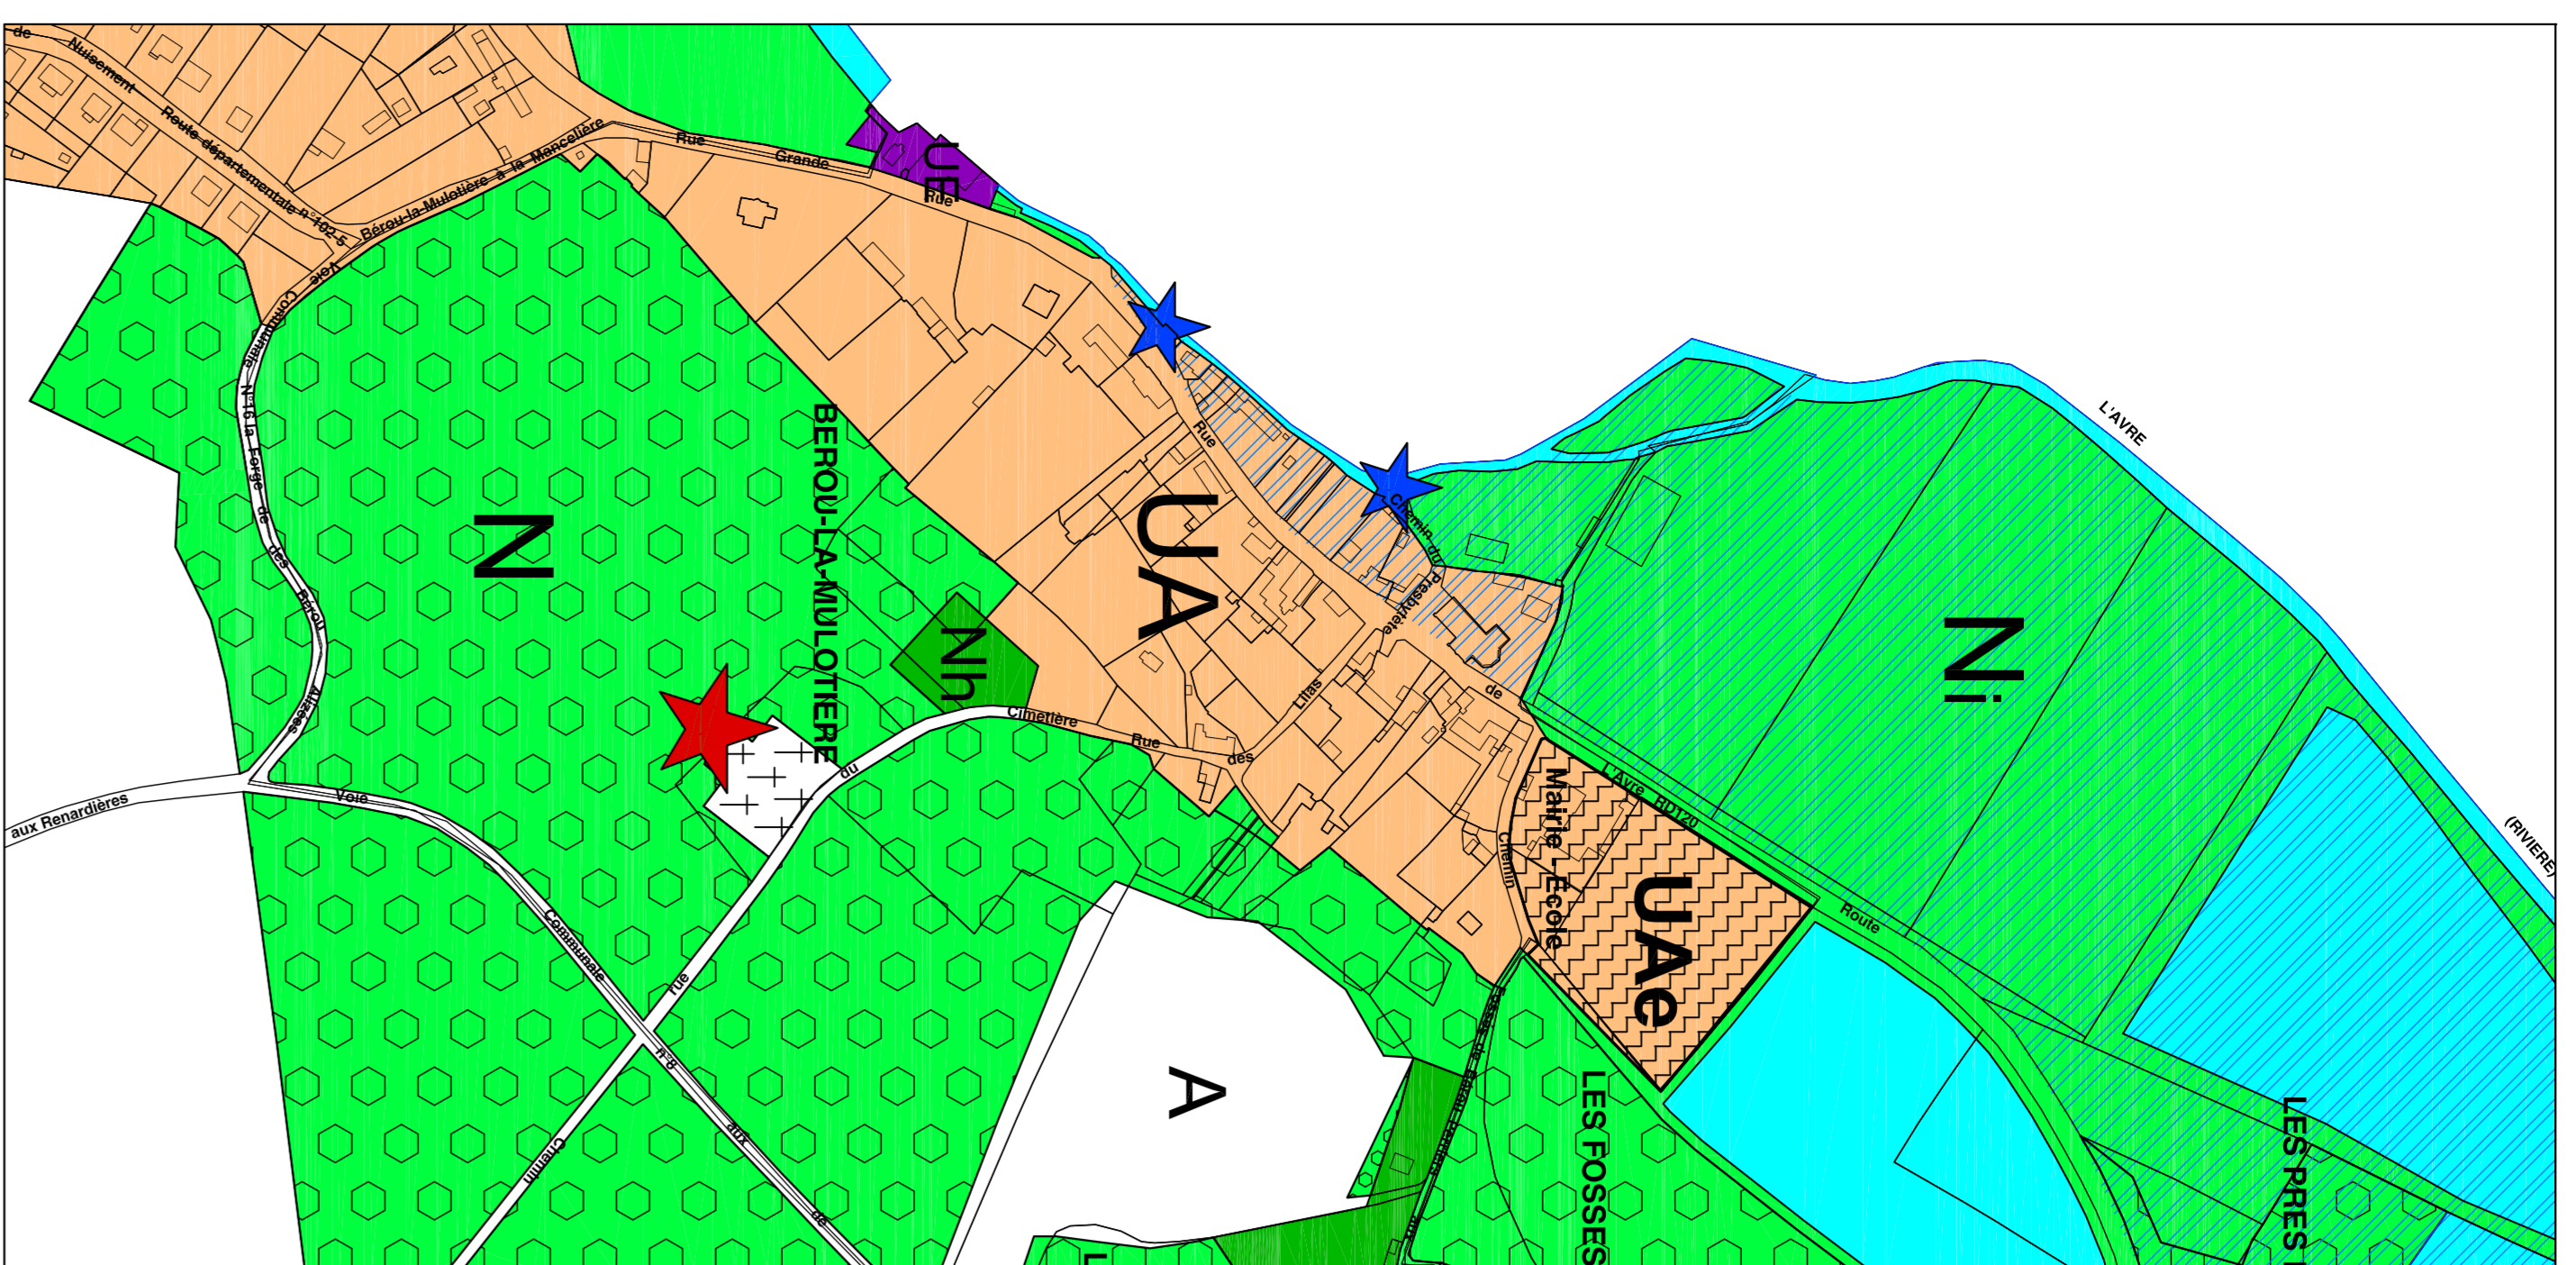 de
Nuisement
Route départementale n°102-5
Bérou-la-Mulotière à la Mancelière
Rue
Grande
Rue
UE
Voie
Communale
N°16 la Forge
de
des
Bérou
Alizées
N
BEROU-LA-MULOTIERE
Nh
UA
Rue
Chemin du
Presbytère
de
Lilas
des
Rue
Cimetière
du
rue
Chemin
aux Renardières
Voie
Communale
n°8
aux
de
L'AVRE
(RIVIERE)
Ni
L'Avre RD120
Route
Mairie - Ecole
UAe
Chemin
A
LES FOSSES
LES PRES
L